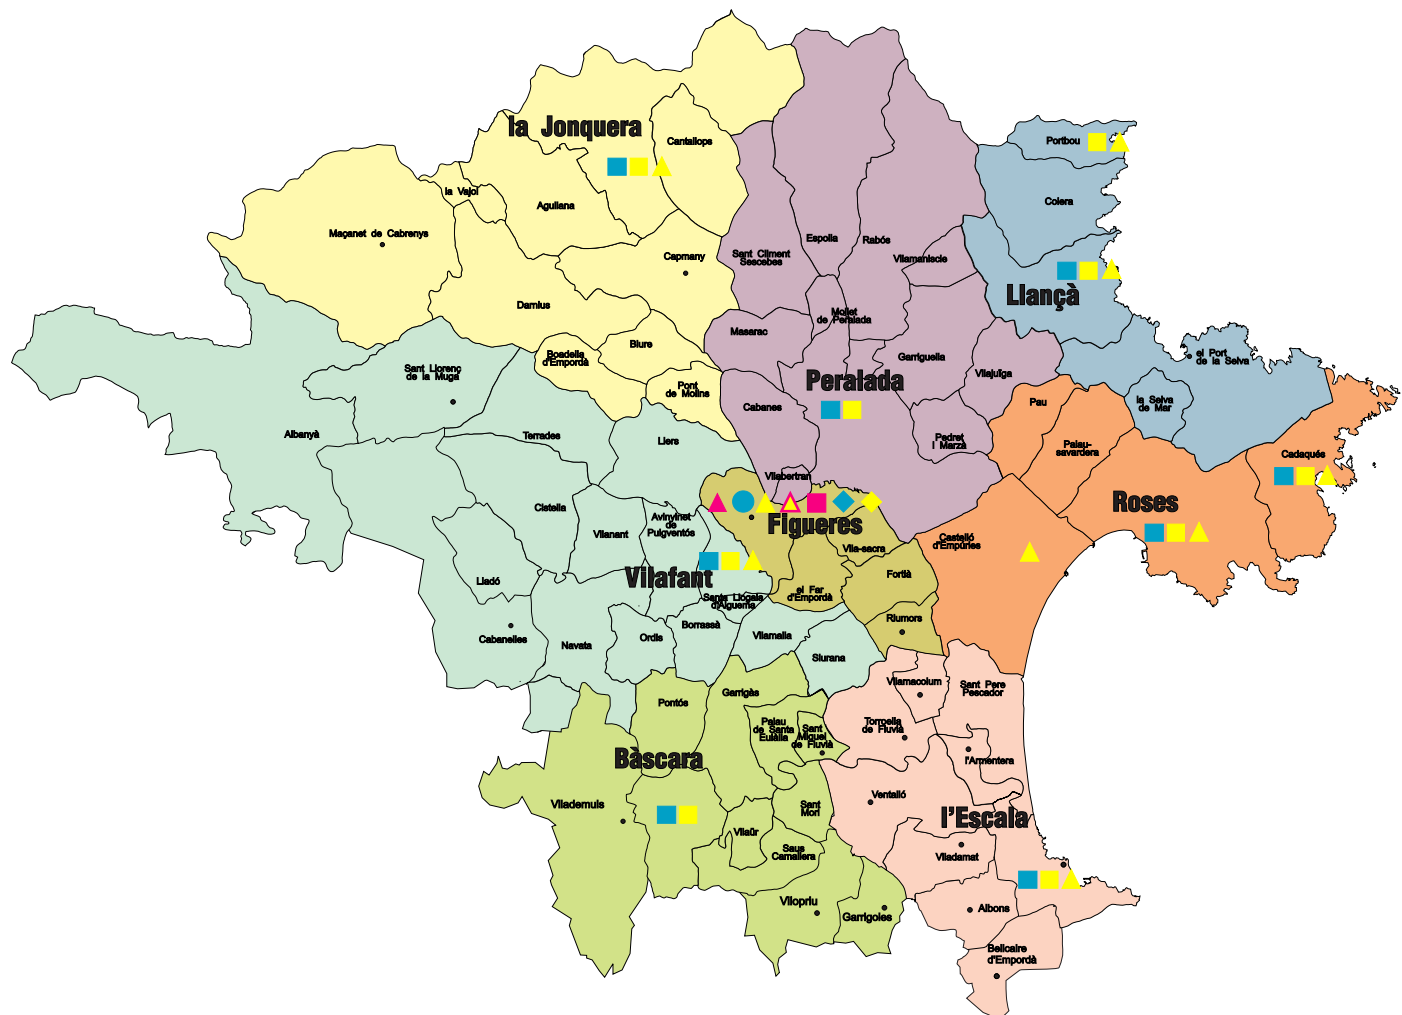 la Jonquera
Cantallops
Portbou
la Vajol
Agullana
Colera
Maçanet de Cabrenys
Espolla
Rabós
Sant Climent
Sescebes
Capmany
Vilamaniscle
Llançà
Darnius
Mollet
de Peralada
Masarac
Biure
Boadella
d'Empordà
Garriguella
el Port
de la Selva
Sant Llorenç
de la Muga
Vilajuïga
Peralada
Pont
de Molins
Cabanes
Pau
la Selva
de Mar
Albanyà
Terrades
Llers
Pedret
i Marzà
Palau-
savardera
Cadaqués
Vilabertran
Roses
Cistella
Avinyinet
de
Puigventós
Figueres
Vilanant
Vila-sacra
Castelló
d'Empúries
Vilafant
Lladó
Fortià
el Far
d'Empordà
Santa Llogaia
d'Àlguema
Riumors
Cabanelles
Navata
Ordis
Borrassà
Vilamalla
Siurana
Vilamacolum
Sant Pere
Pescador
Pontós
Garrigàs
Palau
de Santa
Eulàlia
Sant
Miquel
de Fluvià
Torroella
de Fluvià
Bàscara
l'Armentera
Vilademuls
Ventalló
Sant
Mori
l'Escala
Vilaür
Saus
Camallera
Viladamat
Vilopriu
Garrigoles
Albons
Bellcaire
d'Empordà